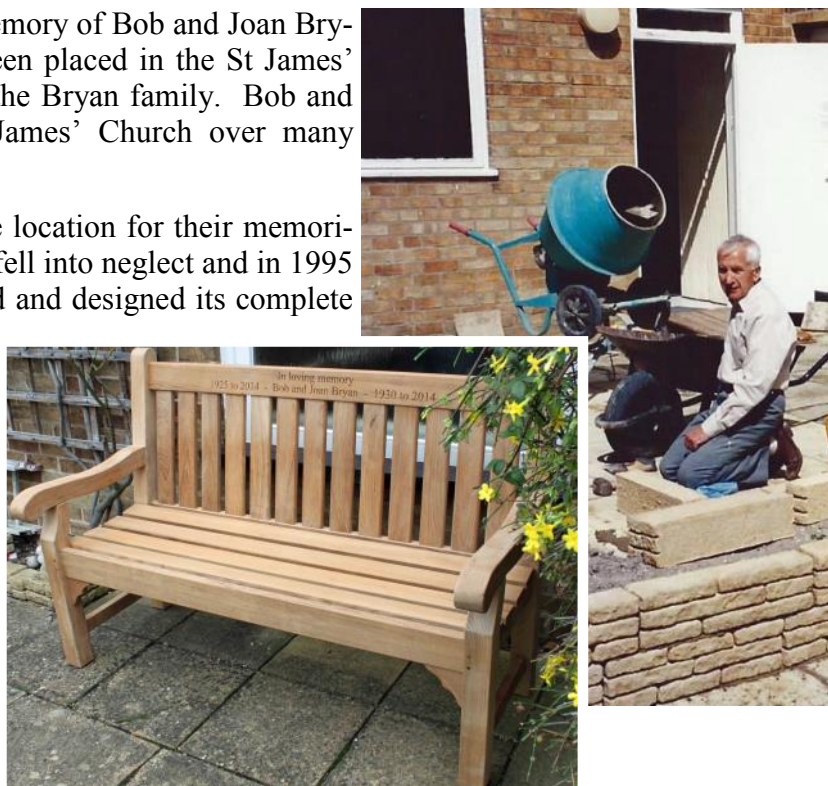 emory of Bob and Joan Bry-
een placed in the St James’
he Bryan family. Bob and
James’ Church over many
e location for their memori-
fell into neglect and in 1995
d and designed its complete
In loving memory
1925 to 2014 - Bob and Joan Bryan - 1930 to 2014